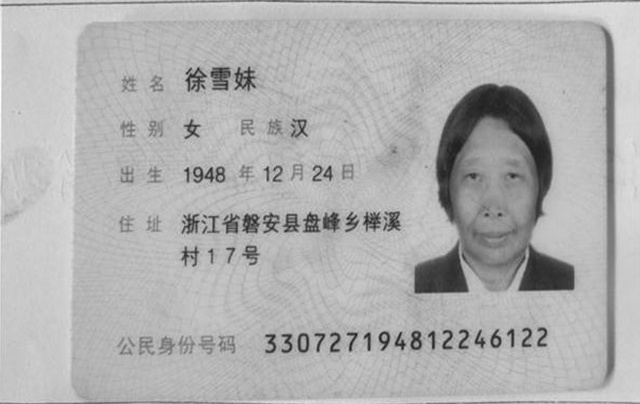 姓名 徐雪妹
性别 女 民族 汉
出生 1948 年 12 月 24 日
住址 浙江省磐安县盘峰乡榉溪
村17号
公民身份号码 330727194812246122